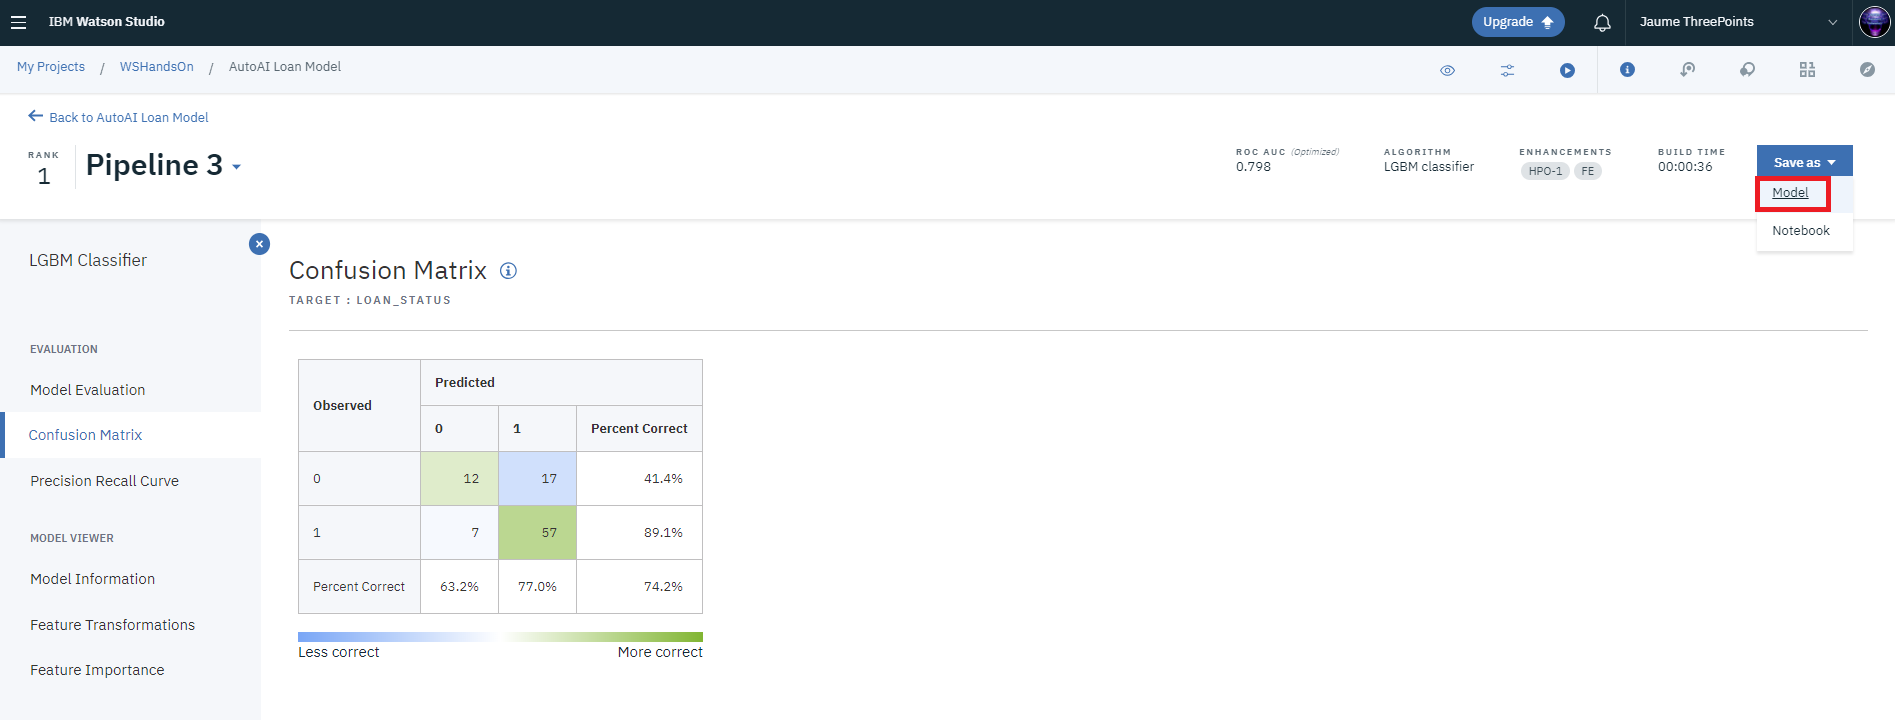 IBM Watson Studio
Upgrade
Jaume ThreePoints
My Projects / WSHandsOn / AutoAI Loan Model
Back to AutoAI Loan Model
RANK
1
Pipeline 3
ROC AUC (Optimized)
0.798
ALGORITHM
LGBM classifier
ENHANCEMENTS
HPO-1 FE
BUILD TIME
00:00:36
Save as
Model
Notebook
LGBM Classifier
EVALUATION
Model Evaluation
Confusion Matrix
Precision Recall Curve
MODEL VIEWER
Model Information
Feature Transformations
Feature Importance
Confusion Matrix
TARGET : LOAN_STATUS
Observed Predicted
0 1 Percent Correct
0 12 17 41.4%
1 7 57 89.1%
Percent Correct 63.2% 77.0% 74.2%
Less correct More correct